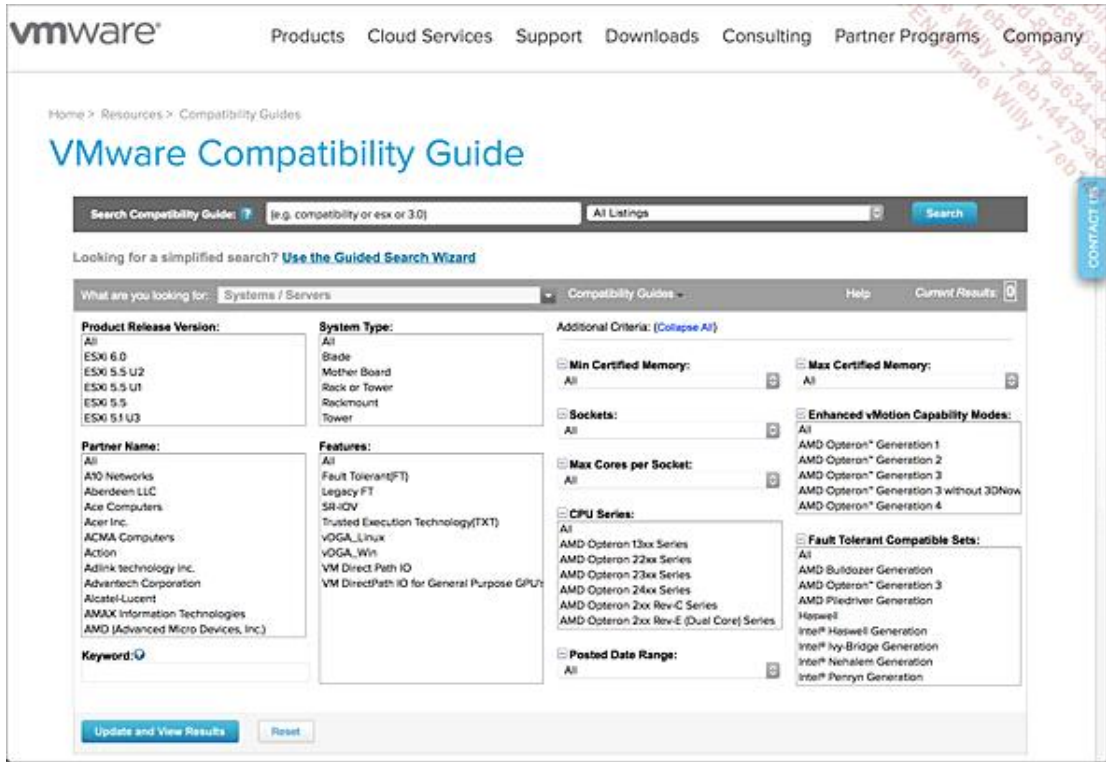 vmware®
Products Cloud Services Support Downloads Consulting Partner Programs Company
Home > Resources > Compatibility Guides
VMware Compatibility Guide
CONTACT US
Search Compatibility Guide: ? (e.g. compatibility or esx or 3.0) All Listings Search
Looking for a simplified search? Use the Guided Search Wizard
What are you looking for: Systems / Servers Compatibility Guides Help Current Results: 0
Product Release Version:
All
ESXi 6.0
ESXi 5.5 U2
ESXi 5.5 U1
ESXi 5.5
ESXi 5.1 U3
System Type:
All
Blade
Mother Board
Rack or Tower
Rackmount
Tower
Partner Name:
All
A10 Networks
Aberdeen LLC
Ace Computers
Acer Inc.
ACMA Computers
Action
Adlink technology inc.
Advantech Corporation
Alcatel-Lucent
AMAX Information Technologies
AMD (Advanced Micro Devices, Inc.)
Features:
All
Fault Tolerant(FT)
Legacy FT
SR-IOV
Trusted Execution Technology(TXT)
vOGA_Linux
vOGA_Win
VM Direct Path IO
VM DirectPath IO for General Purpose GPU's
Keyword:
Additional Criteria: (Collapse All)
Min Certified Memory:
All
Sockets:
All
Max Cores per Socket:
All
CPU Series:
All
AMD Opteron 13xx Series
AMD Opteron 22xx Series
AMD Opteron 23xx Series
AMD Opteron 24xx Series
AMD Opteron 2xx Rev-C Series
AMD Opteron 2xx Rev-E (Dual Core) Series
Posted Date Range:
All
Max Certified Memory:
All
Enhanced vMotion Capability Modes:
All
AMD Opteron™ Generation 1
AMD Opteron™ Generation 2
AMD Opteron™ Generation 3
AMD Opteron™ Generation 3 without 3DNow
AMD Opteron™ Generation 4
Fault Tolerant Compatible Sets:
All
AMD Bulldozer Generation
AMD Opteron™ Generation 3
AMD Piledriver Generation
Haswell
Intel® Haswell Generation
Intel® Ivy-Bridge Generation
Intel® Nehalem Generation
Intel® Penryn Generation
Update and View Results Reset